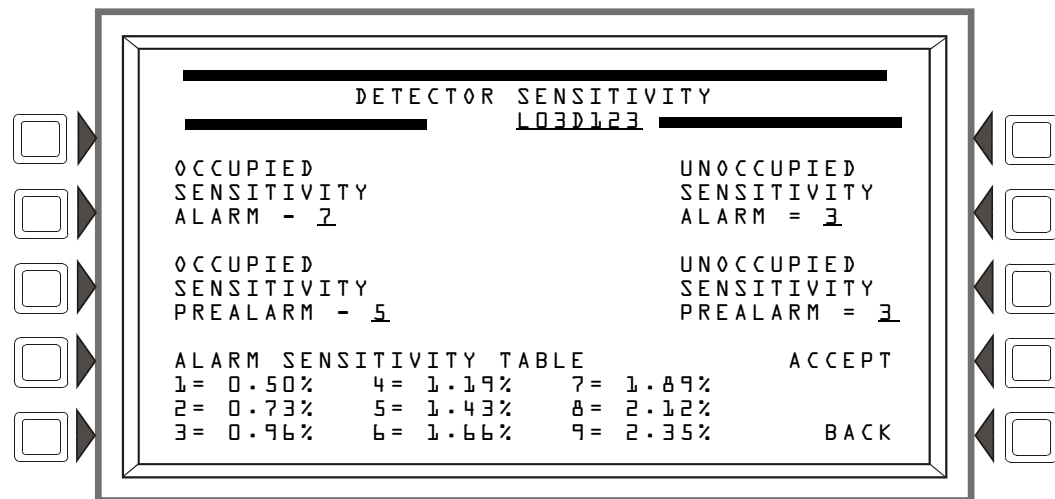 DETECTOR SENSITIVITY
L03D123
OCCUPIED
SENSITIVITY
ALARM - 7
UNOCCUPIED
SENSITIVITY
ALARM = 3
OCCUPIED
SENSITIVITY
PREALARM - 5
UNOCCUPIED
SENSITIVITY
PREALARM = 3
ALARM SENSITIVITY TABLE ACCEPT
1= 0.50% 4= 1.19% 7= 1.89%
2= 0.73% 5= 1.43% 8= 2.12%
3= 0.96% 6= 1.66% 9= 2.35% BACK